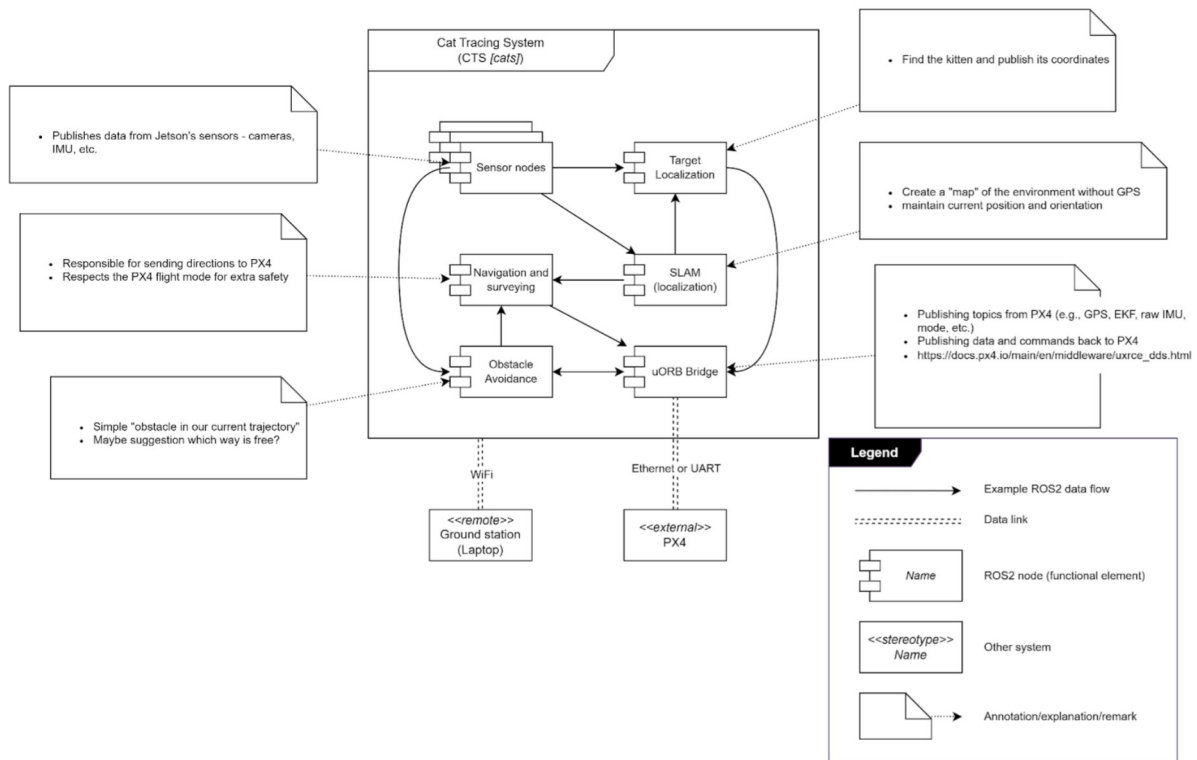 Cat Tracing System
(CTS [cats])
• Find the kitten and publish its coordinates
• Publishes data from Jetson's sensors - cameras,
IMU, etc.
Sensor nodes
Target
Localization
• Create a "map" of the environment without GPS
• maintain current position and orientation
• Responsible for sending directions to PX4
• Respects the PX4 flight mode for extra safety
Navigation and
surveying
SLAM
(localization)
• Publishing topics from PX4 (e.g., GPS, EKF, raw IMU,
mode, etc.)
• Publishing data and commands back to PX4
• https://docs.px4.io/main/en/middleware/uxrce_dds.html
Obstacle
Avoidance
uORB Bridge
• Simple "obstacle in our current trajectory"
• Maybe suggestion which way is free?
WiFi
Ethernet or UART
<<remote>>
Ground station
(Laptop)
<<external>>
PX4
Legend
Example ROS2 data flow
Data link
Name
ROS2 node (functional element)
<<stereotype>>
Name
Other system
Annotation/explanation/remark